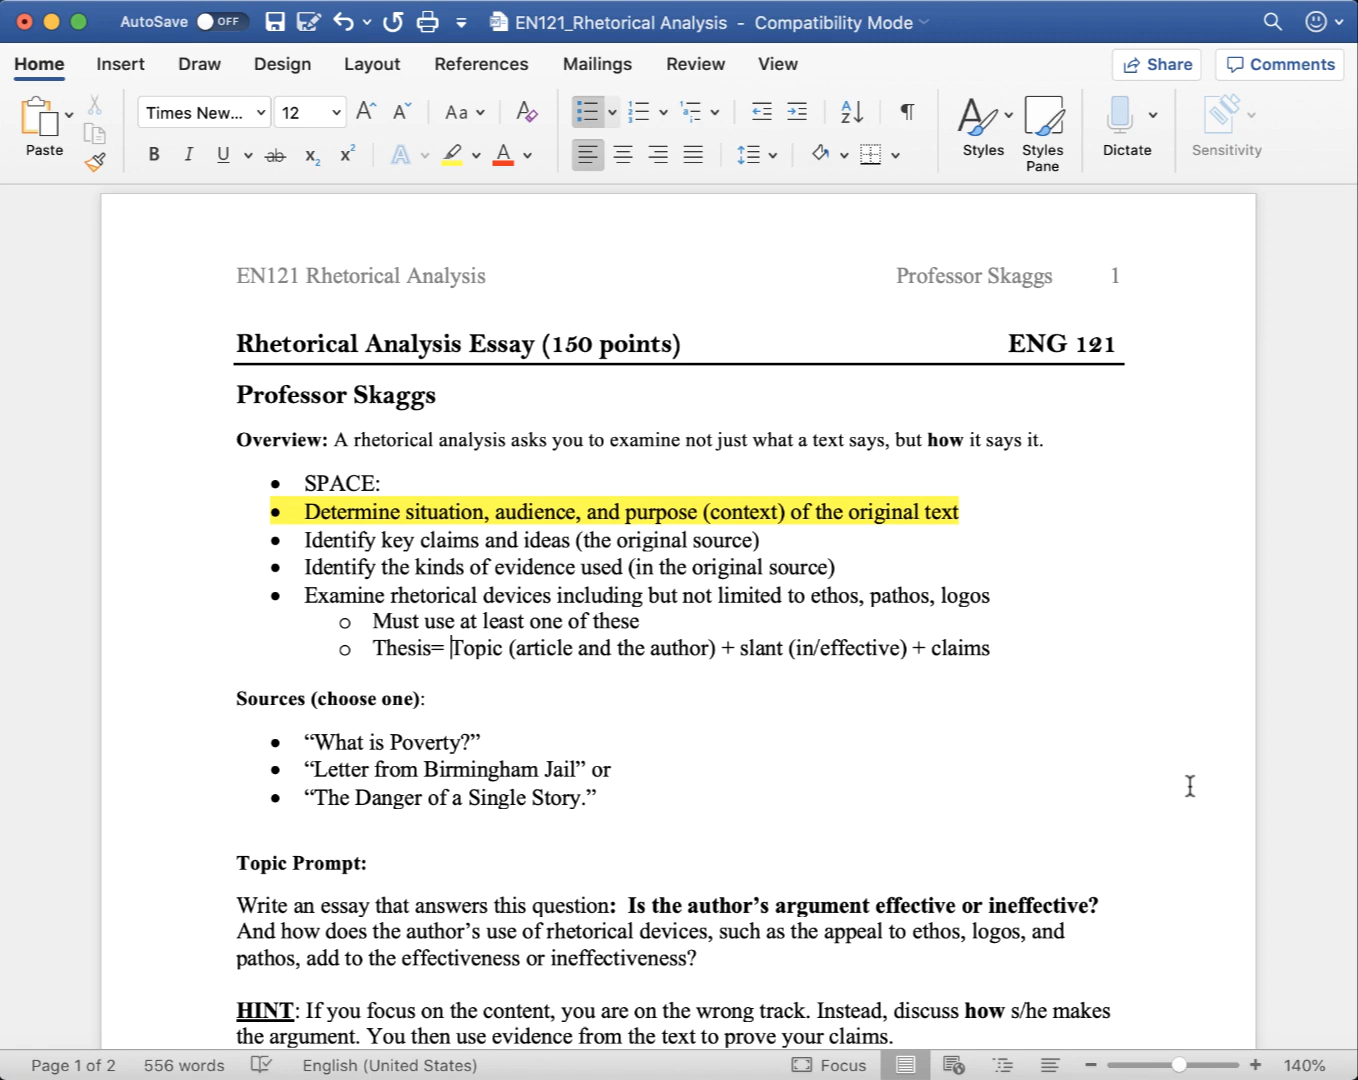 AutoSave OFF EN121_Rhetorical Analysis - Compatibility Mode
Home Insert Draw Design Layout References Mailings Review View Share Comments
Times New... 12 Aa
Paste B I U ab x2 x2 A A Styles Styles Pane Dictate Sensitivity
EN121 Rhetorical Analysis Professor Skaggs 1
Rhetorical Analysis Essay (150 points) ENG 121
Professor Skaggs
Overview: A rhetorical analysis asks you to examine not just what a text says, but how it says it.
• SPACE:
• Determine situation, audience, and purpose (context) of the original text
• Identify key claims and ideas (the original source)
• Identify the kinds of evidence used (in the original source)
• Examine rhetorical devices including but not limited to ethos, pathos, logos
o Must use at least one of these
o Thesis= Topic (article and the author) + slant (in/effective) + claims
Sources (choose one):
• “What is Poverty?”
• “Letter from Birmingham Jail” or
• “The Danger of a Single Story.”
Topic Prompt:
Write an essay that answers this question: Is the author’s argument effective or ineffective?
And how does the author’s use of rhetorical devices, such as the appeal to ethos, logos, and
pathos, add to the effectiveness or ineffectiveness?
HINT: If you focus on the content, you are on the wrong track. Instead, discuss how s/he makes
the argument. You then use evidence from the text to prove your claims.
Page 1 of 2 556 words English (United States) Focus 140%